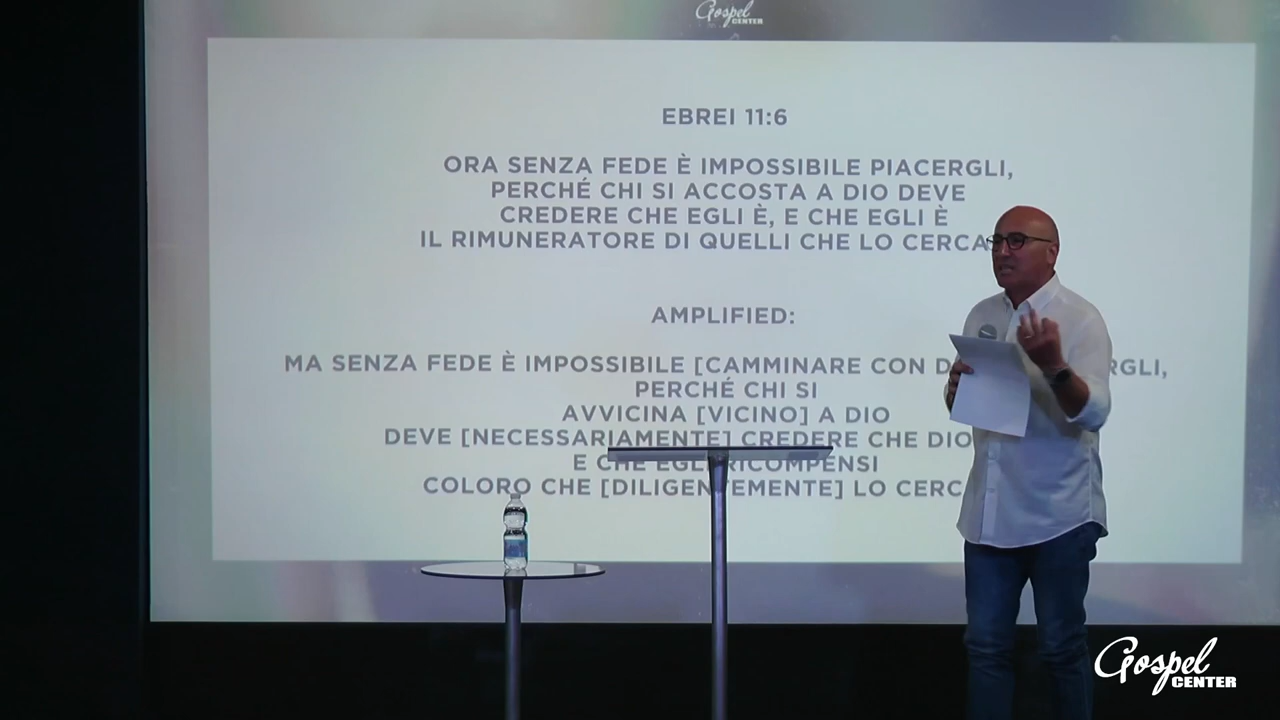 Gospel
CENTER
EBREI 11:6
ORA SENZA FEDE È IMPOSSIBILE PIACERGLI,
PERCHÉ CHI SI ACCOSTA A DIO DEVE
CREDERE CHE EGLI È, E CHE EGLI È
IL RIMUNERATORE DI QUELLI CHE LO
AMPLIFIED:
MA SENZA FEDE È IMPOSSIBILE [CAMMINARE CON
PERCHÉ CHI SI
AVVICINA [VICINO] A DIO
DEVE [NECESSARIAMENTE] CREDERE CHE DIO
E CHE EGLI RICOMPENSI
COLORO CHE [DILIGENTEMENTE] LO
Gospel
CENTER